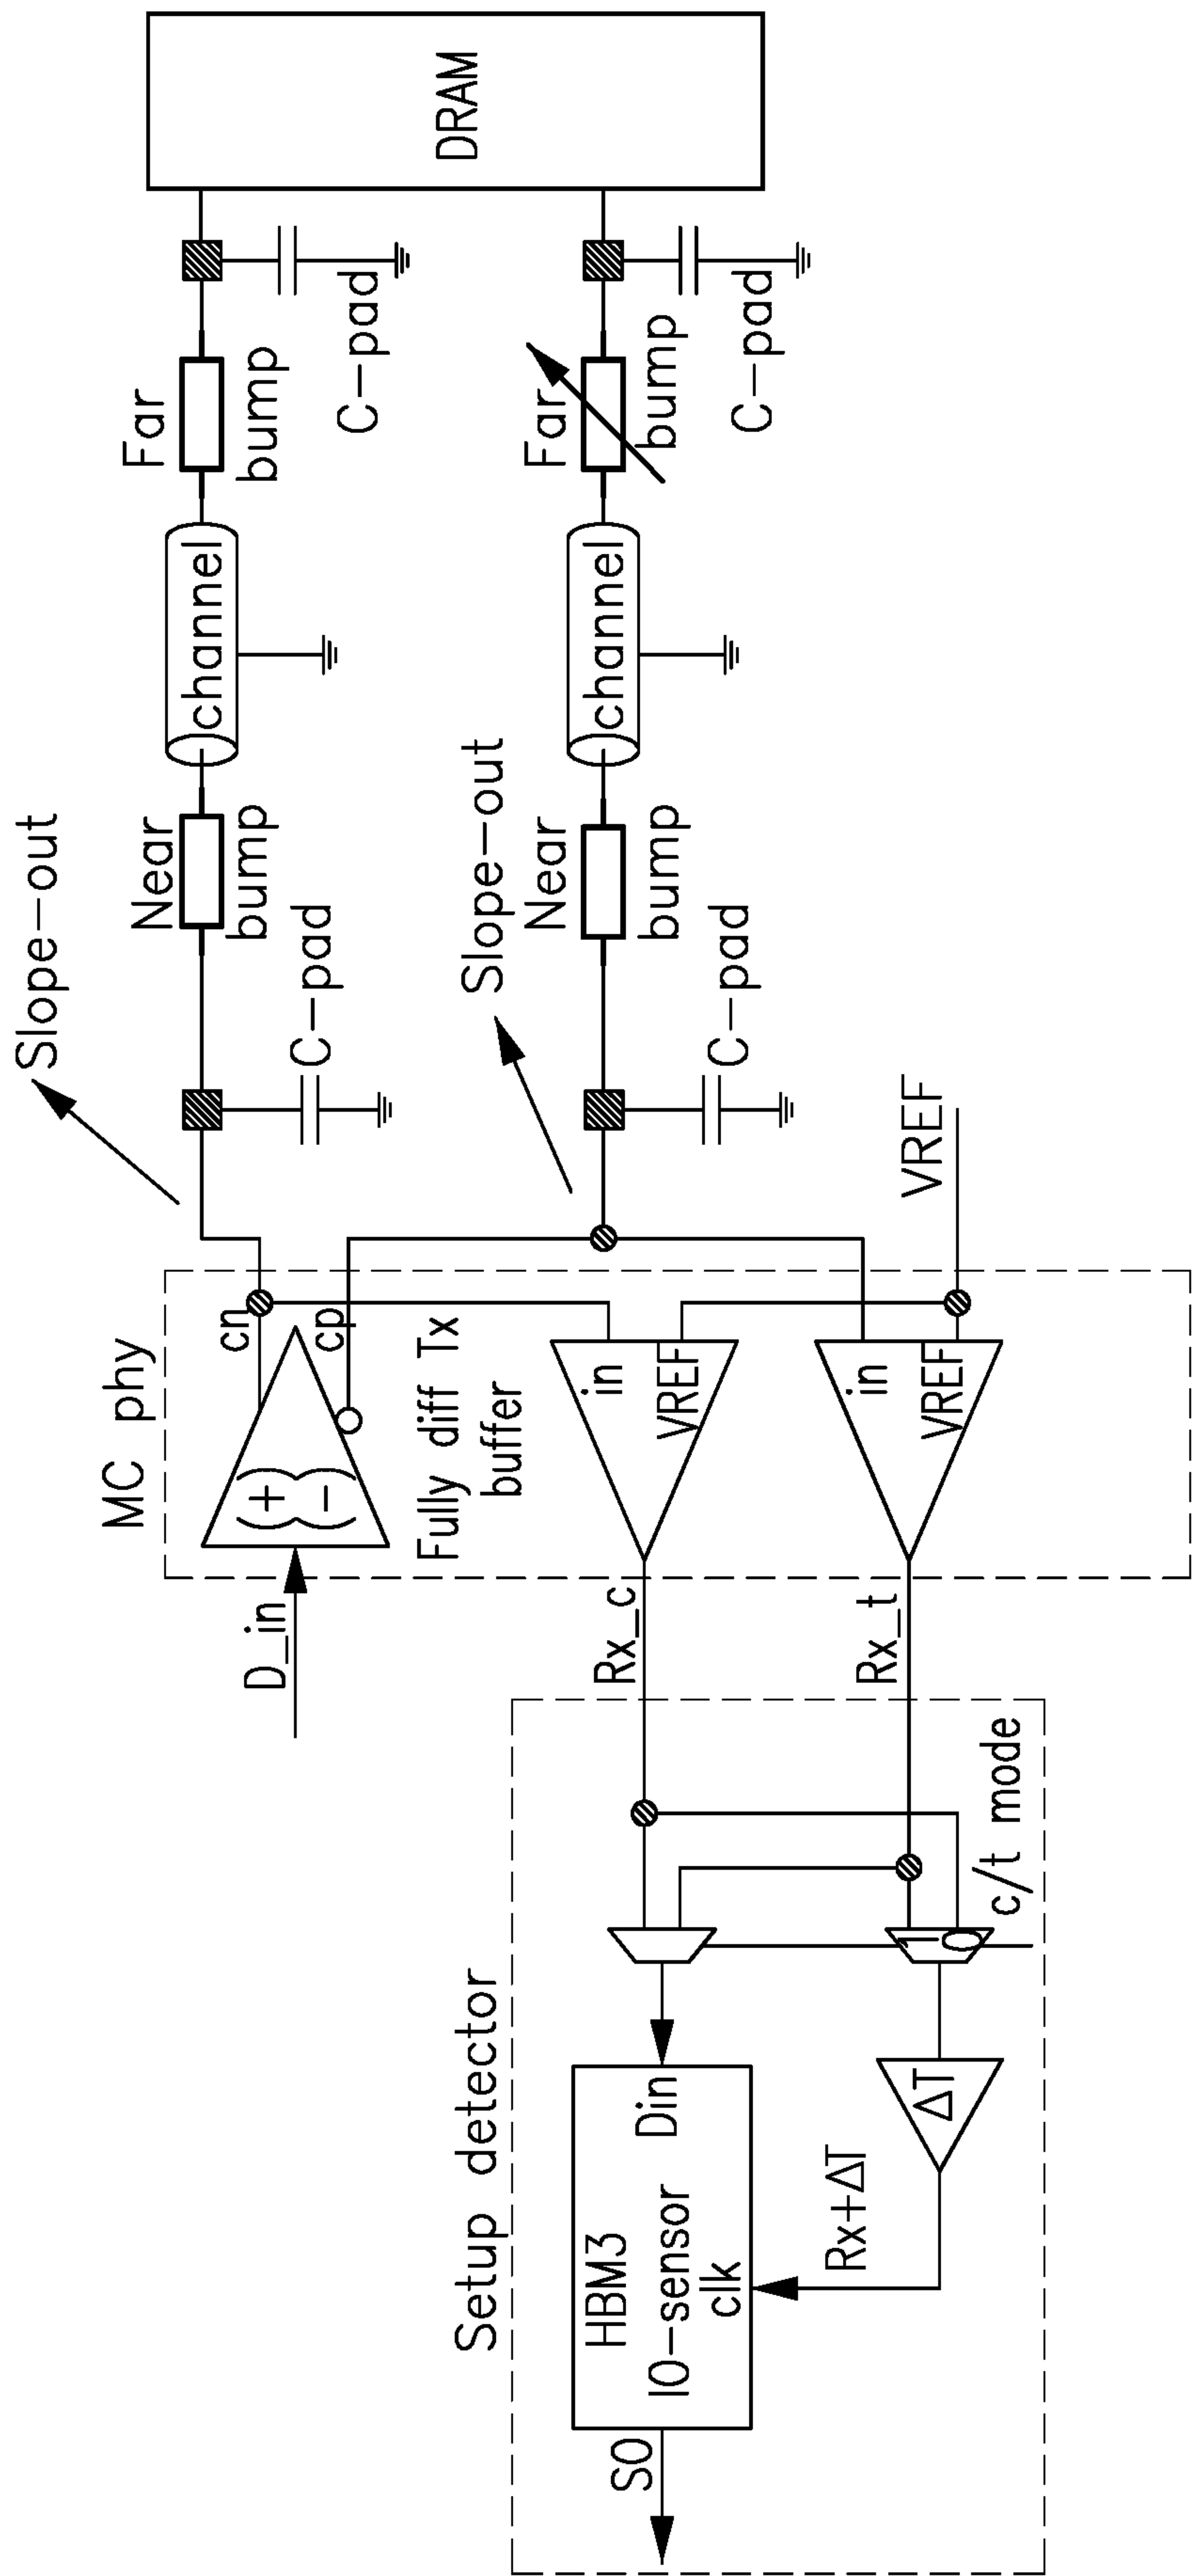 Slope-out
MC phy
D_in
(+)
(-)
cn
cp
Fully diff Tx
buffer
C-pad
Near
bump
channel
Far
bump
C-pad
DRAM
Slope-out
C-pad
Near
bump
channel
Far
bump
C-pad
in
VREF
in
VREF
VREF
Rx_c
Rx_t
Setup detector
SO
HBM3
IO-sensor
Din
clk
Rx+ΔT
ΔT
c/t mode